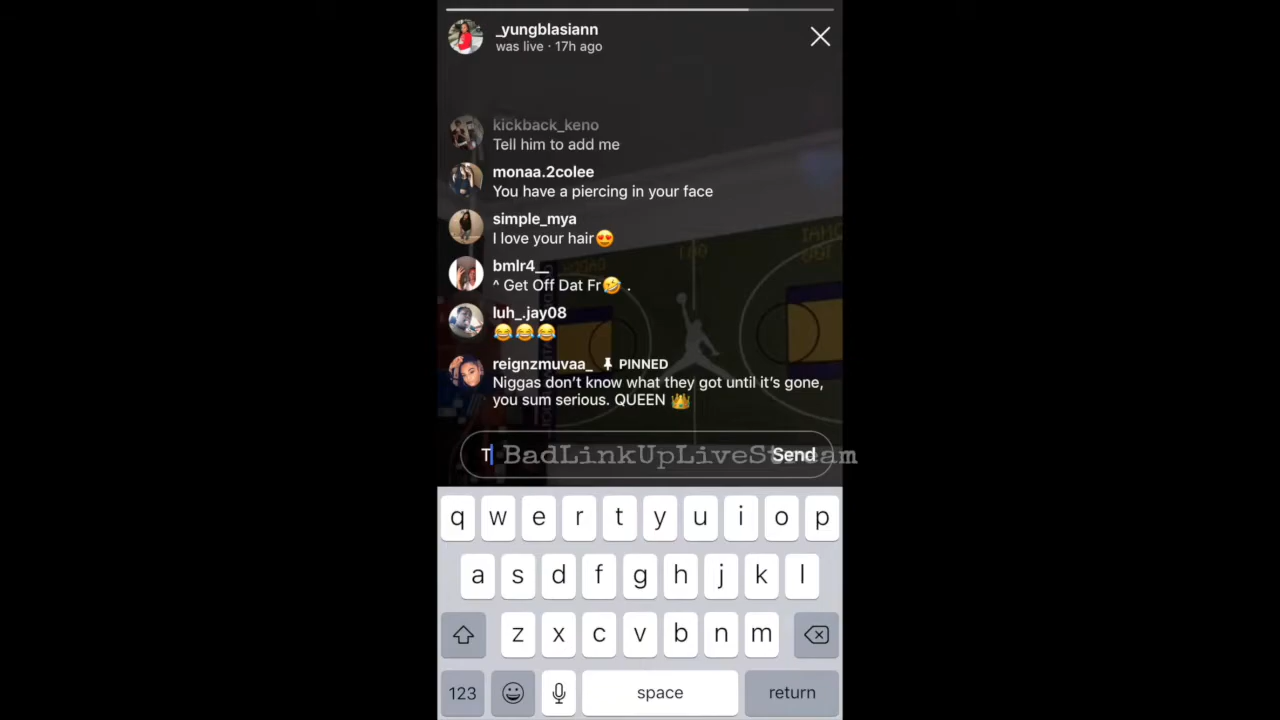 _yungblasiann
was live · 17h ago
kickback_keno
Tell him to add me
monaa.2colee
You have a piercing in your face
simple_mya
I love your hair😍
bmlr4__
^ Get Off Dat Fr🤣 .
luh_.jay08
😂😂😂
reignzmuvaa_ PINNED
Niggas don’t know what they got until it’s gone,
you sum serious. QUEEN 👑
T BadLinkUpLiveStream Send
q w e r t y u i o p
a s d f g h j k l
z x c v b n m
123 space return